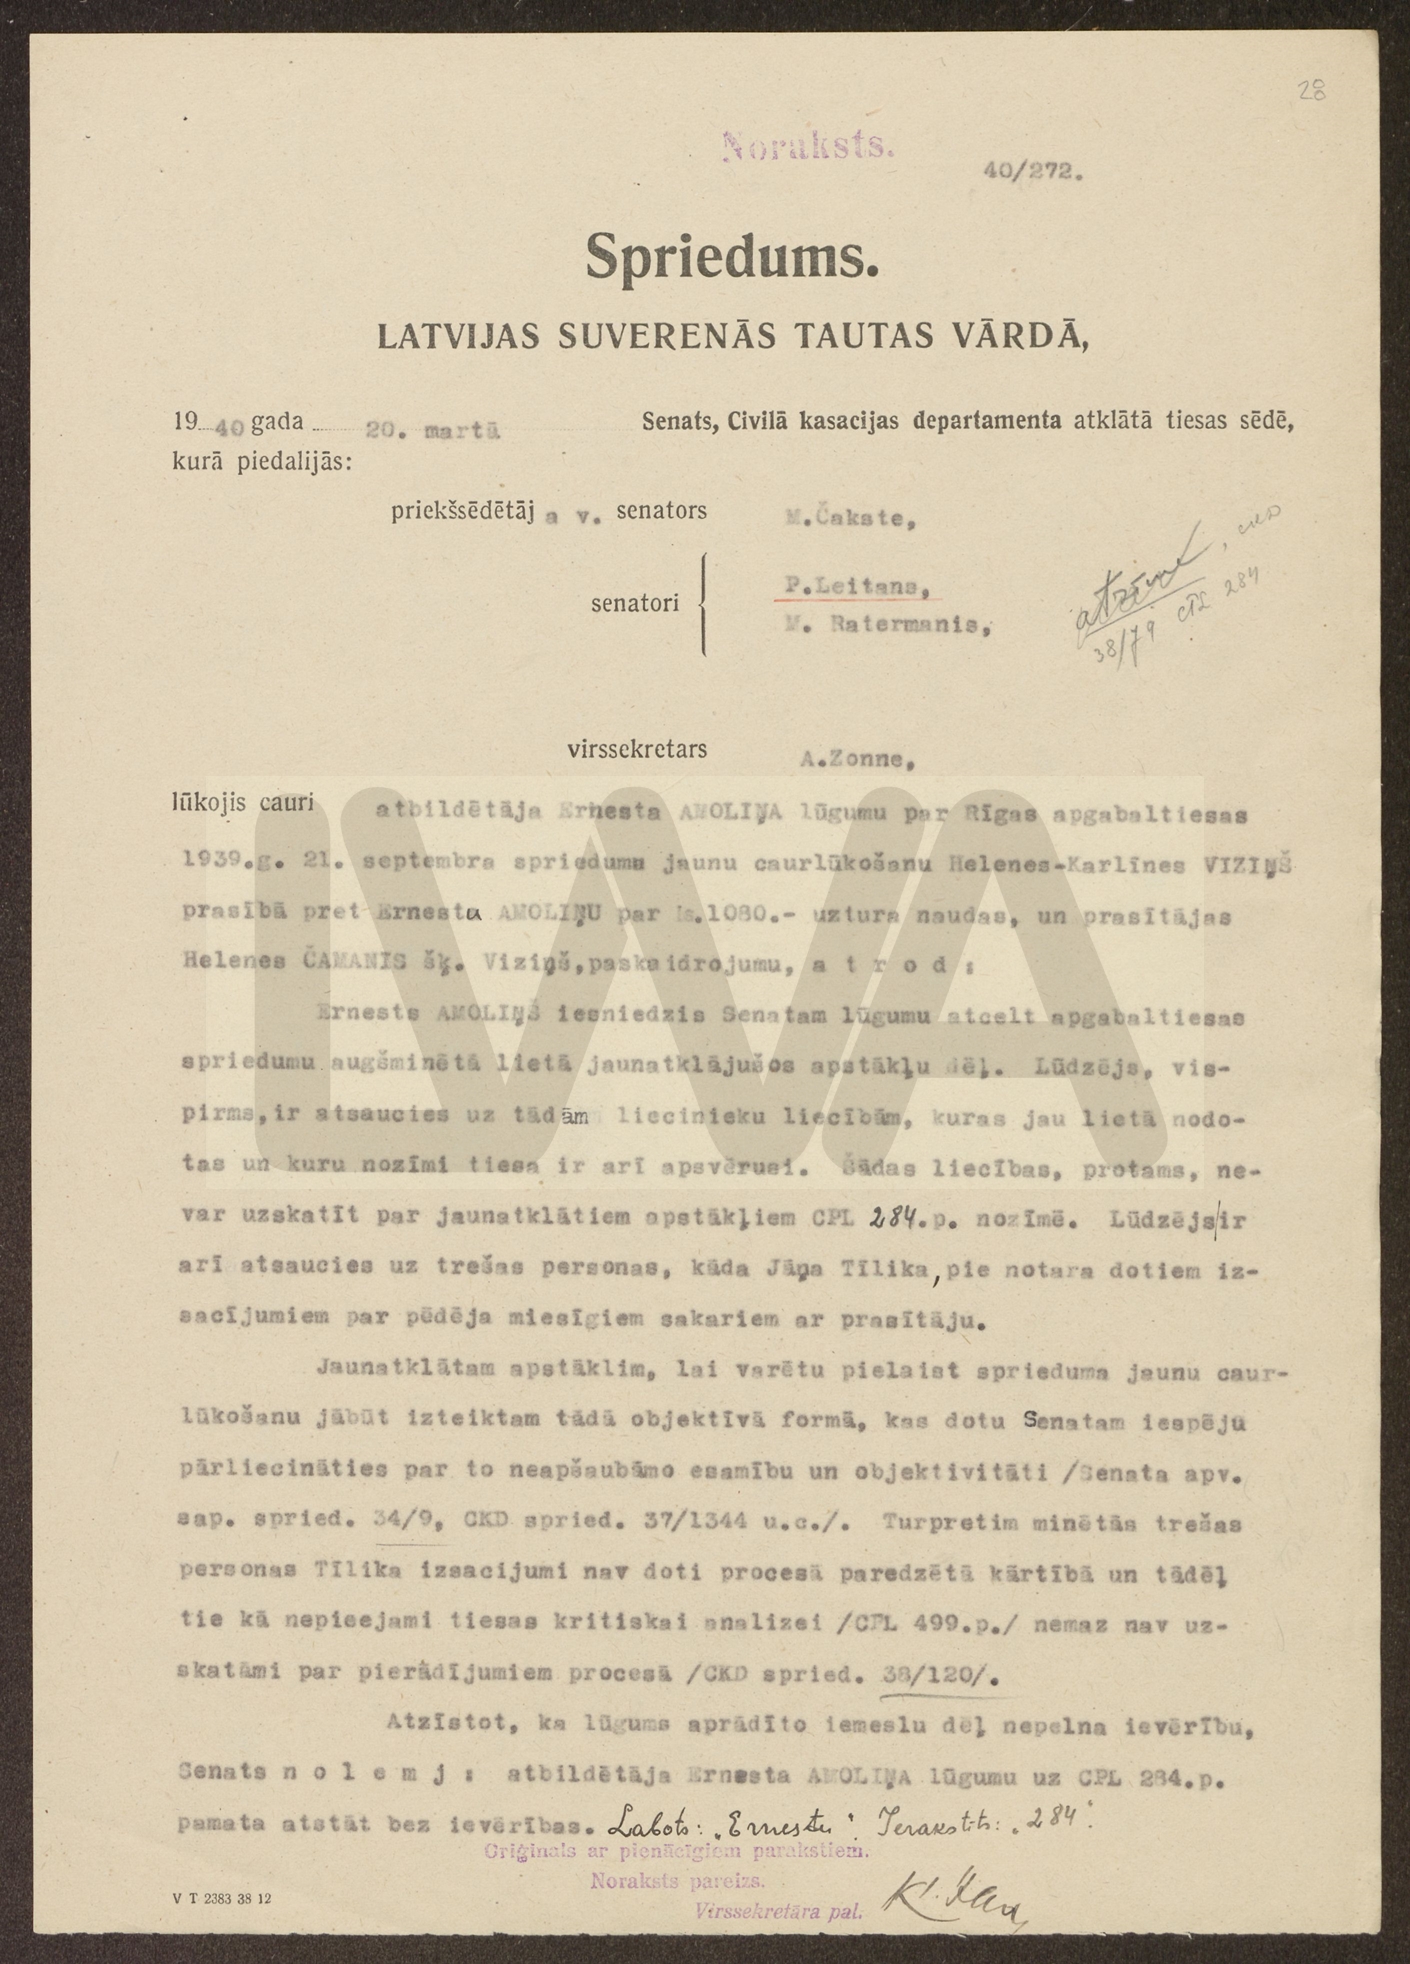 28
Noraksts.
40/272.
Spriedums.
LATVIJAS SUVERENĀS TAUTAS VĀRDĀ,
1940 gada 20. martā Senats, Civilā kasacijas departamenta atklātā tiesas sēdē,
kurā piedalijās:
priekšsēdētāja v. senators M.Čakste,
senatori P.Leitans,
M. Ratermanis,
38/79 CPL 284
virssekretars A.Zonne,
lūkojis cauri atbildētāja Ernesta AMOLIŅA lūgumu par Rīgas apgabaltiesas
1939.g. 21. septembra sprieduma jaunu caurlūkošanu Helenes-Karlīnes VIZIŅŠ
prasībā pret Ernestu AMOLIŅU par Ls.1080.- uztura naudas, un prasītājas
Helenes ČAMANIS šķ. Viziņš,paskaidrojumu, a t r o d :
Ernests AMOLIŅŠ iesniedzis Senatam lūgumu atcelt apgabaltiesas
spriedumu augšminētā lietā jaunatklājušos apstākļu dēļ. Lūdzējs, vis-
pirms,ir atsaucies uz tādām liecinieku liecībām, kuras jau lietā nodo-
tas un kuru nozīmi tiesa ir arī apsvērusi. Šādas liecības, protams, ne-
var uzskatīt par jaunatklātiem apstākļiem CPL 284.p. nozīmē. Lūdzējs/ir
arī atsaucies uz trešas personas, kāda Jāņa Tīlika, pie notara dotiem iz-
sacījumiem par pēdēja miesīgiem sakariem ar prasītāju.
Jaunatklātam apstāklim, lai varētu pielaist sprieduma jaunu caur-
lūkošanu jābūt izteiktam tādā objektīvā formā, kas dotu Senatam iespēju
pārliecināties par to neapšaubāmo esamību un objektivitāti /Senata apv.
sap. spried. 34/9, CKD spried. 37/1344 u.c./. Turpretim minētās trešas
personas Tīlika izsacijumi nav doti procesā paredzētā kārtībā un tādēļ
tie kā nepieejami tiesas kritiskai analizei /CPL 499.p./ nemaz nav uz-
skatāmi par pierādījumiem procesā /CKD spried. 38/120/.
Atzīstot, ka lūgums aprādīto iemeslu dēļ nepelna ievērību,
Senats n o l e m j : atbildētāja Ernesta AMOLIŅA lūgumu uz CPL 284.p.
pamata atstāt bez ievērības. Labots: „Ernestu". Ierakstīts: „284".
Oriģinals ar pienācīgiem parakstiem.
Noraksts pareizs.
Virssekretāra pal.
V T 2383 38 12